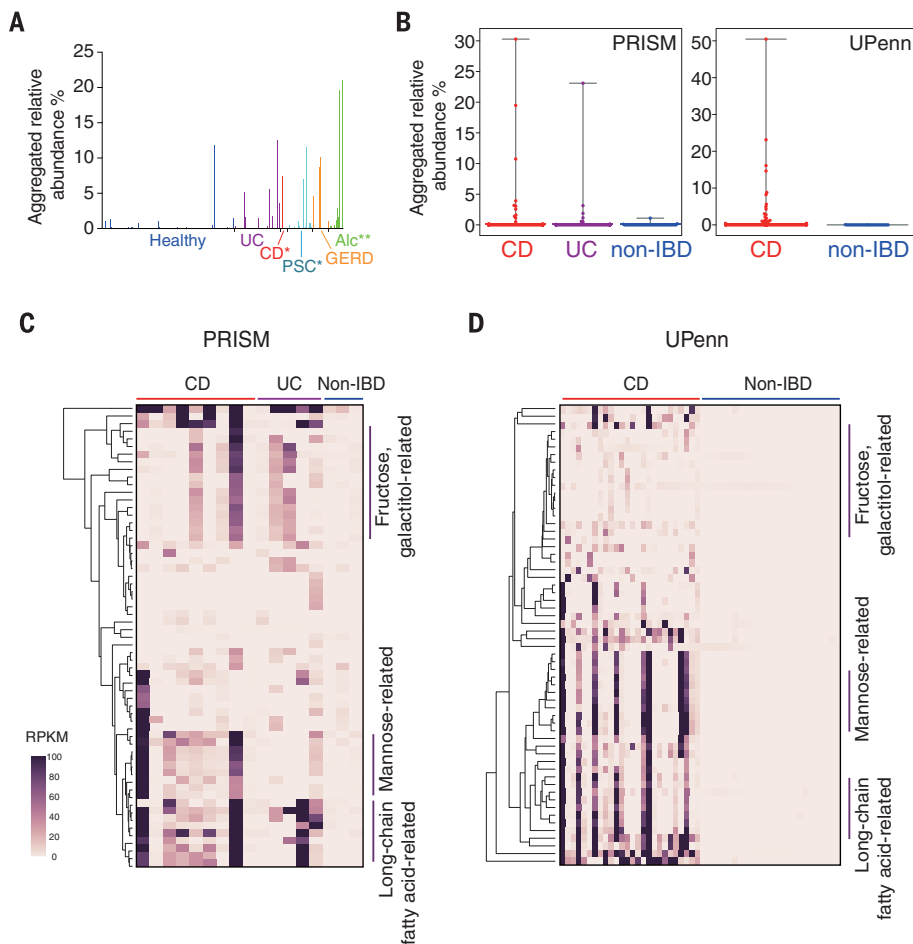 A
Aggregated relative
abundance %
25
20
15
10
5
0
Healthy
UC
CD*
PSC*
GERD
Alc**
B
Aggregated relative
abundance %
PRISM
30
25
20
15
10
5
0
CD UC non-IBD
UPenn
50
40
30
20
10
0
CD non-IBD
C
PRISM
CD UC Non-IBD
Fructose,
galactitol-related
Mannose-related
Long-chain
fatty acid-related
RPKM
100
80
60
40
20
0
D
UPenn
CD Non-IBD
Fructose,
galactitol-related
Mannose-related
Long-chain
fatty acid-related